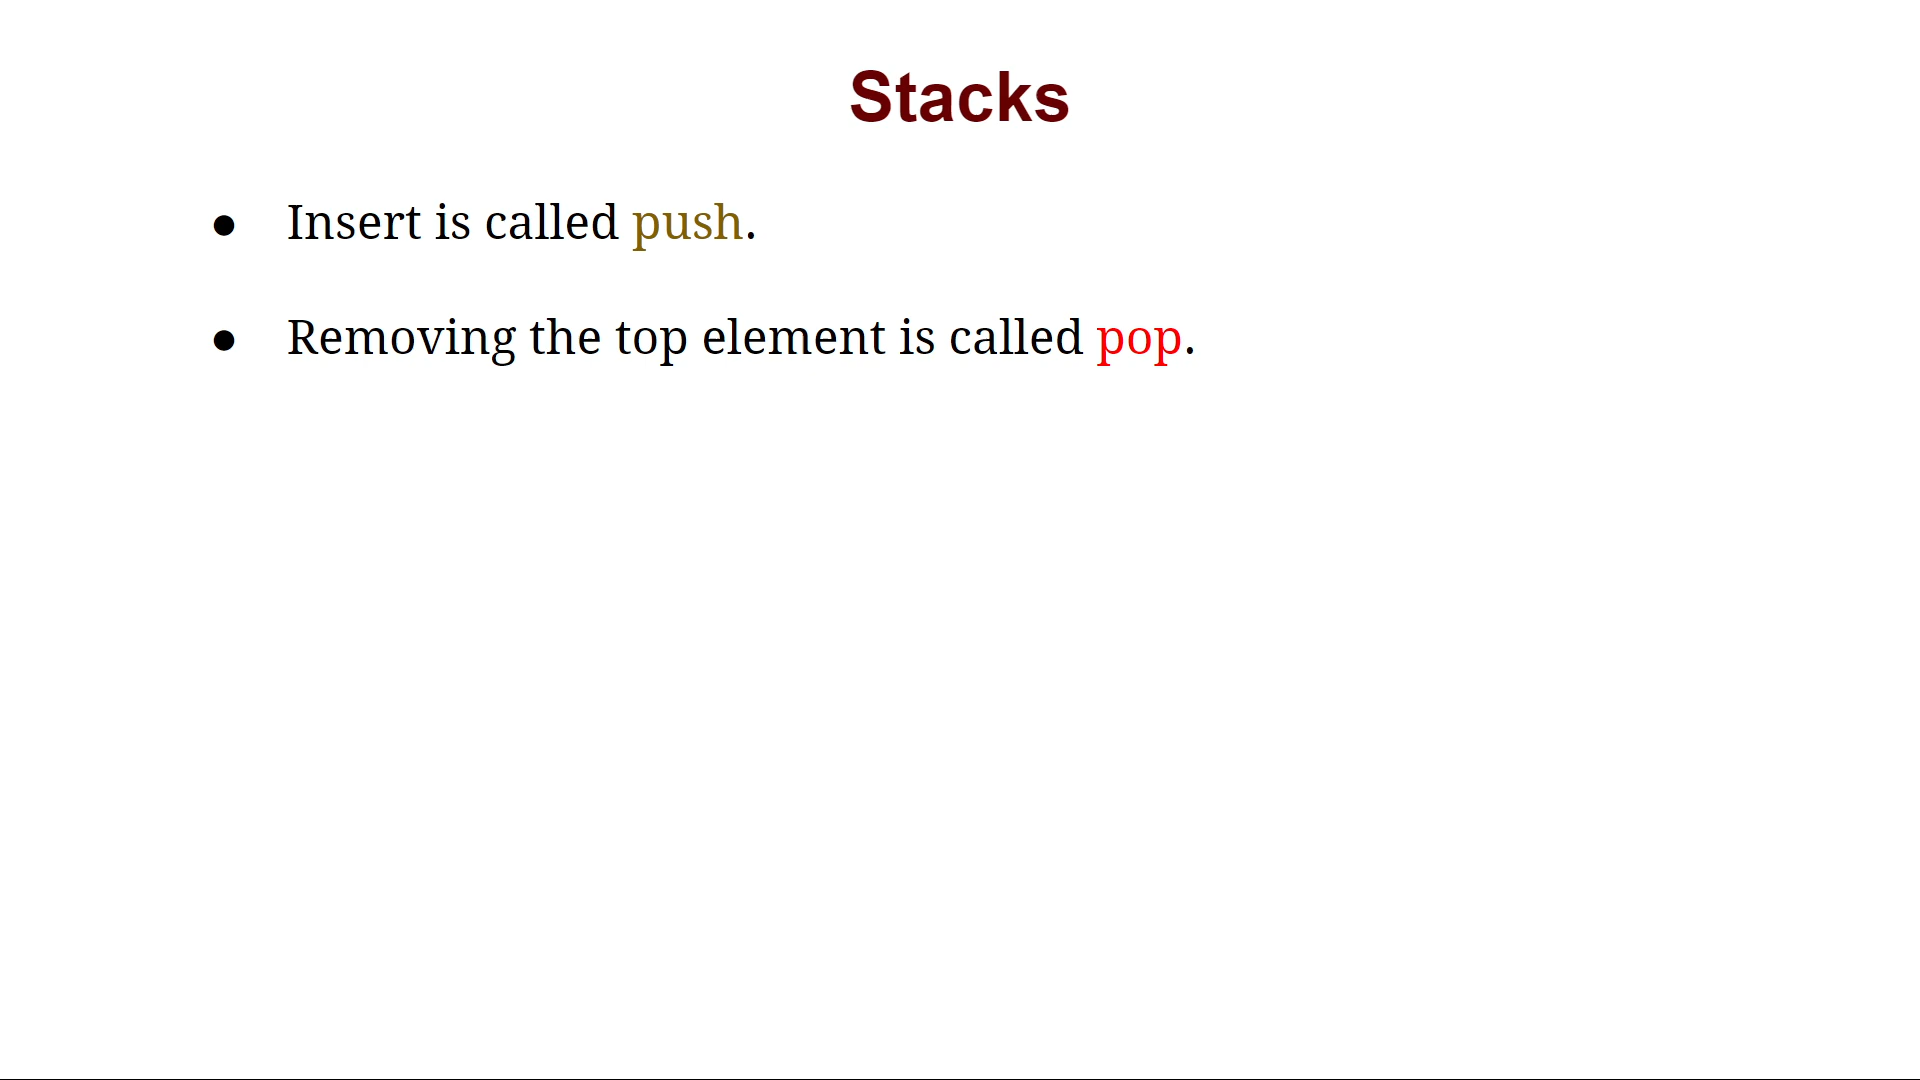 Stacks
● Insert is called push.
● Removing the top element is called pop.